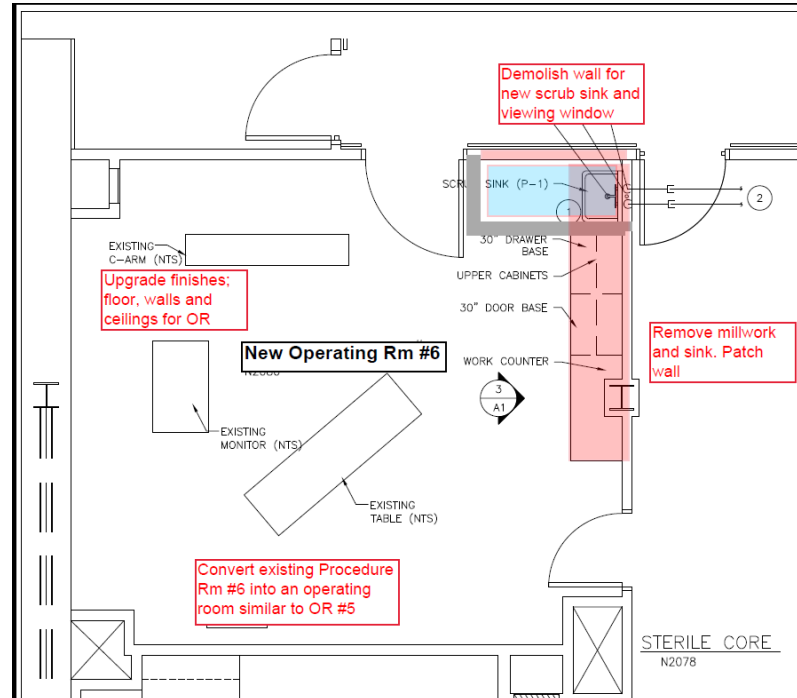 Demolish wall for
new scrub sink and
viewing window
SCRU SINK (P-1)
1
2
30" DRAWER
BASE
UPPER CABINETS
30" DOOR BASE
WORK COUNTER
EXISTING
C-ARM (NTS)
Upgrade finishes;
floor, walls and
ceilings for OR
New Operating Rm #6
Remove millwork
and sink. Patch
wall
3
A1
EXISTING
MONITOR (NTS)
EXISTING
TABLE (NTS)
Convert existing Procedure
Rm #6 into an operating
room similar to OR #5
STERILE CORE
N2078